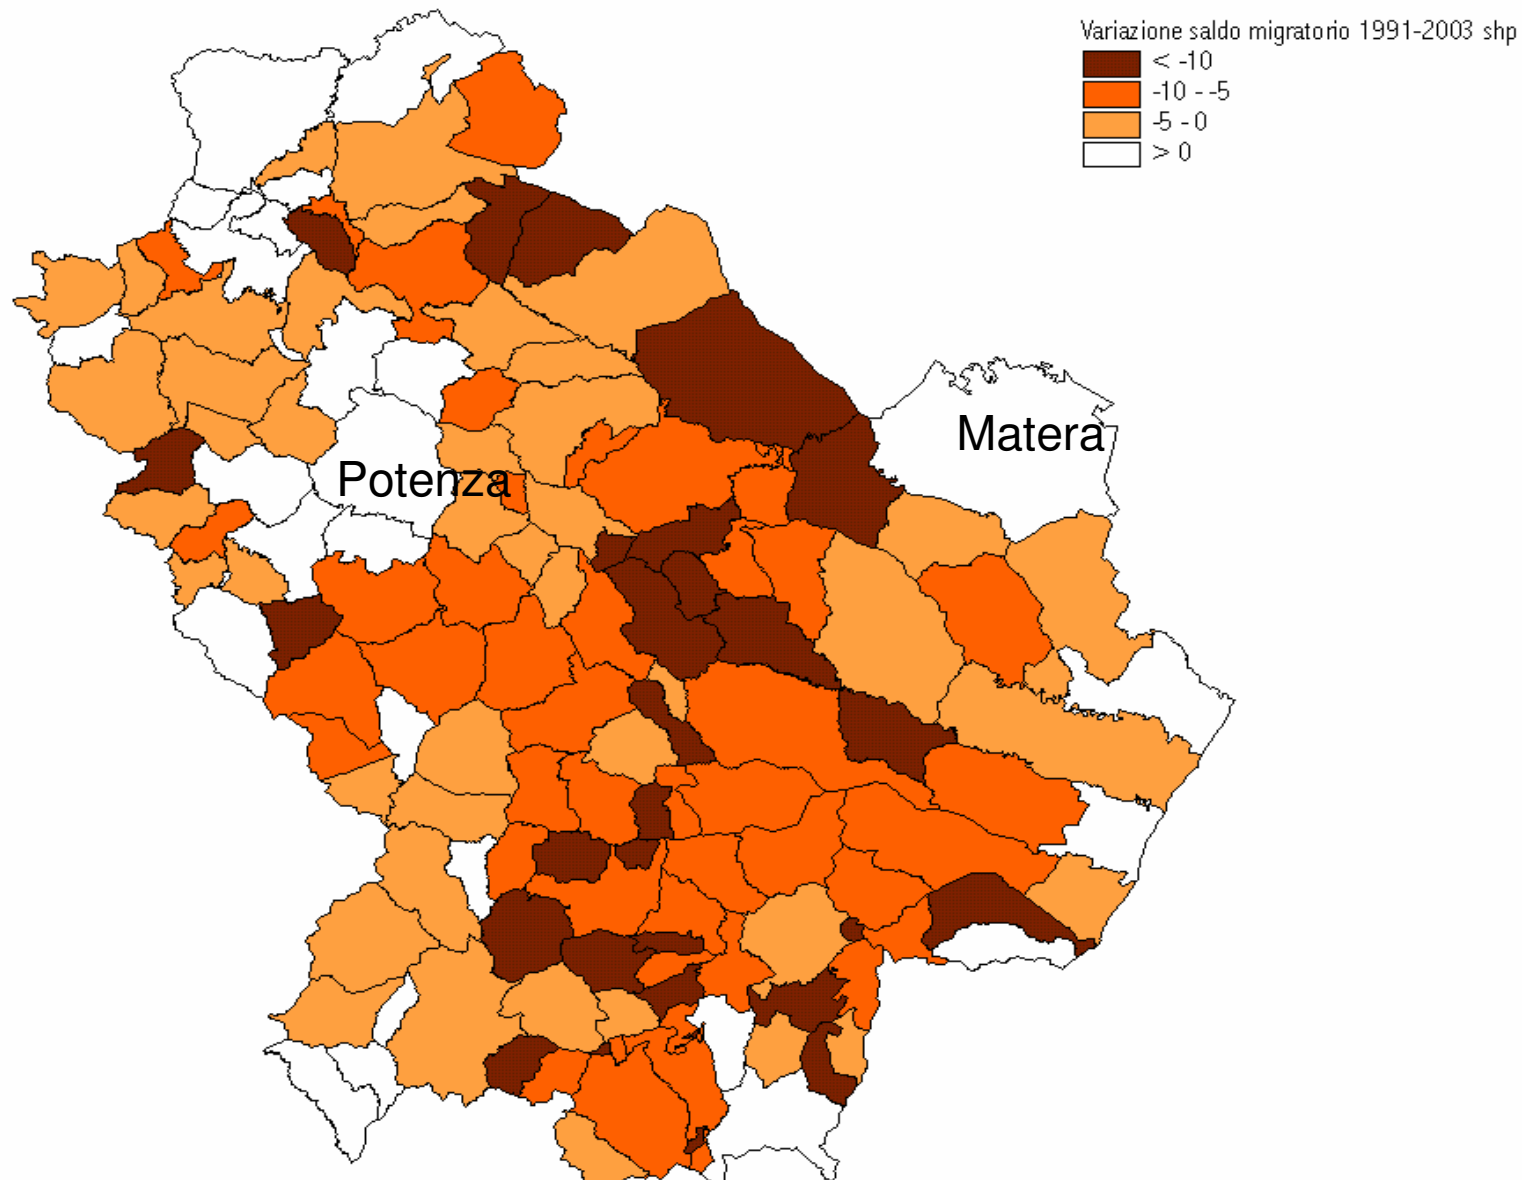 Variazione saldo migratorio 1991-2003 shp
< -10
-10 - -5
-5 - 0
> 0
Matera
Potenza